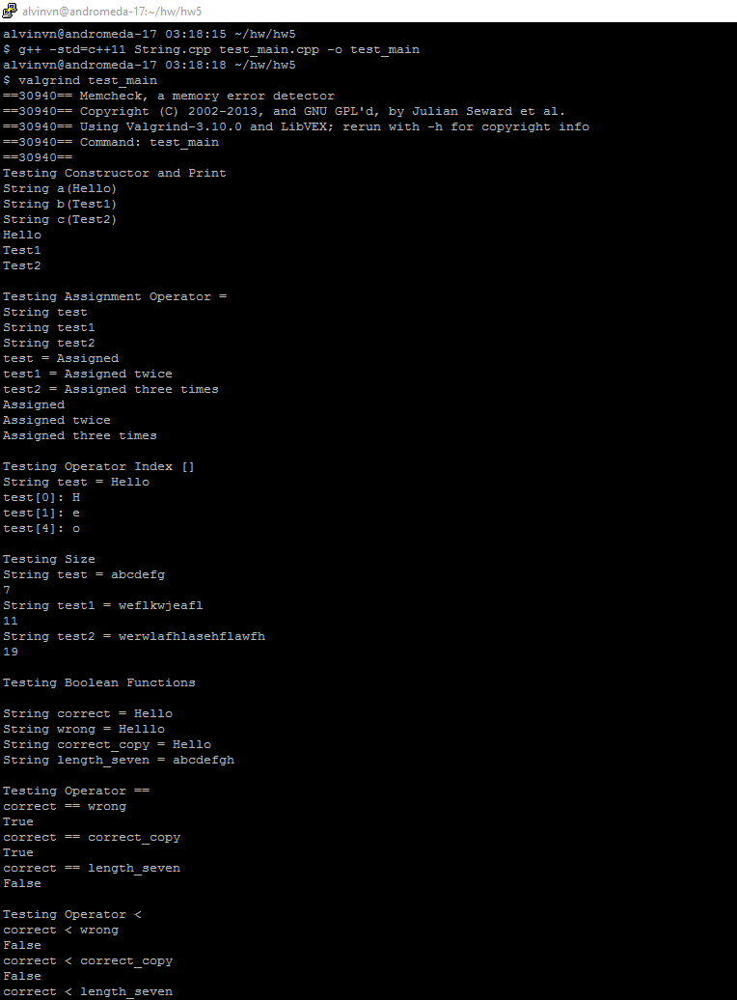 alvinvn@andromeda-17:~/hw/hw5
alvinvn@andromeda-17 03:18:15 ~/hw/hw5
$ g++ -std=c++11 String.cpp test_main.cpp -o test_main
alvinvn@andromeda-17 03:18:18 ~/hw/hw5
$ valgrind test_main
==30940== Memcheck, a memory error detector
==30940== Copyright (C) 2002-2013, and GNU GPL'd, by Julian Seward et al.
==30940== Using Valgrind-3.10.0 and LibVEX; rerun with -h for copyright info
==30940== Command: test_main
==30940==
Testing Constructor and Print
String a(Hello)
String b(Test1)
String c(Test2)
Hello
Test1
Test2
Testing Assignment Operator =
String test
String test1
String test2
test = Assigned
test1 = Assigned twice
test2 = Assigned three times
Assigned
Assigned twice
Assigned three times
Testing Operator Index []
String test = Hello
test[0]: H
test[1]: e
test[4]: o
Testing Size
String test = abcdefg
7
String test1 = weflkwjeafl
11
String test2 = werwlafhlasehflawfh
19
Testing Boolean Functions
String correct = Hello
String wrong = Helllo
String correct_copy = Hello
String length_seven = abcdefgh
Testing Operator ==
correct == wrong
True
correct == correct_copy
True
correct == length_seven
False
Testing Operator <
correct < wrong
False
correct < correct_copy
False
correct < length_seven